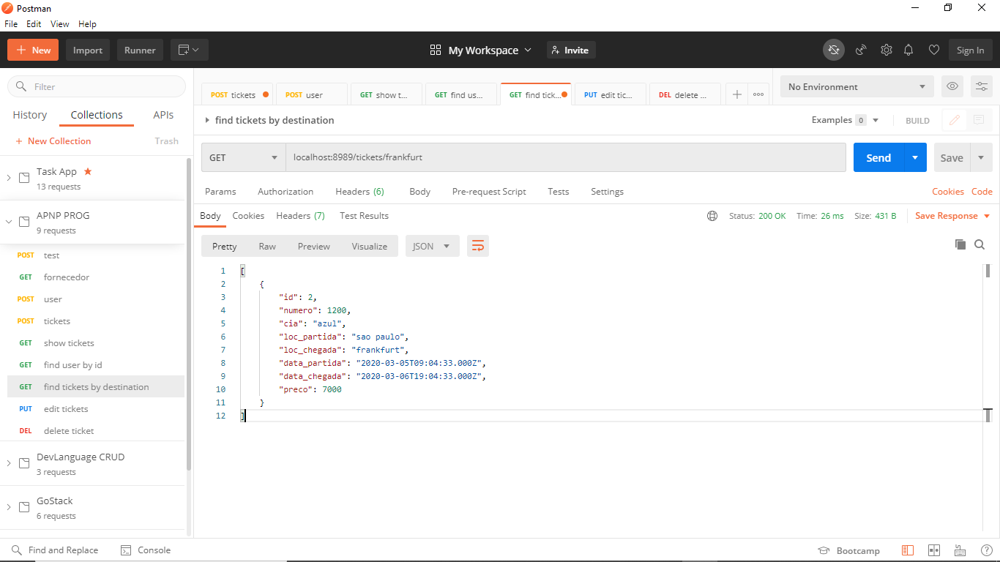 Postman
File Edit View Help
New Import Runner My Workspace Invite Sign In
Filter
History Collections APIs
New Collection Trash
Task App
13 requests
APNP PROG
9 requests
POST test
GET fornecedor
POST user
POST tickets
GET show tickets
GET find user by id
GET find tickets by destination
PUT edit tickets
DEL delete ticket
DevLanguage CRUD
3 requests
GoStack
6 requests
POST tickets POST user GET show t... GET find us... GET find tick... PUT edit tic... DEL delete ... No Environment
find tickets by destination Examples 0 BUILD
GET localhost:8989/tickets/frankfurt Send Save
Params Authorization Headers (6) Body Pre-request Script Tests Settings Cookies Code
Body Cookies Headers (7) Test Results Status: 200 OK Time: 26 ms Size: 431 B Save Response
Pretty Raw Preview Visualize JSON
1 [
2 {
3 "id": 2,
4 "numero": 1200,
5 "cia": "azul",
6 "loc_partida": "sao paulo",
7 "loc_chegada": "frankfurt",
8 "data_partida": "2020-03-05T09:04:33.000Z",
9 "data_chegada": "2020-03-06T19:04:33.000Z",
10 "preco": 7000
11 }
12 ]
Find and Replace Console Bootcamp